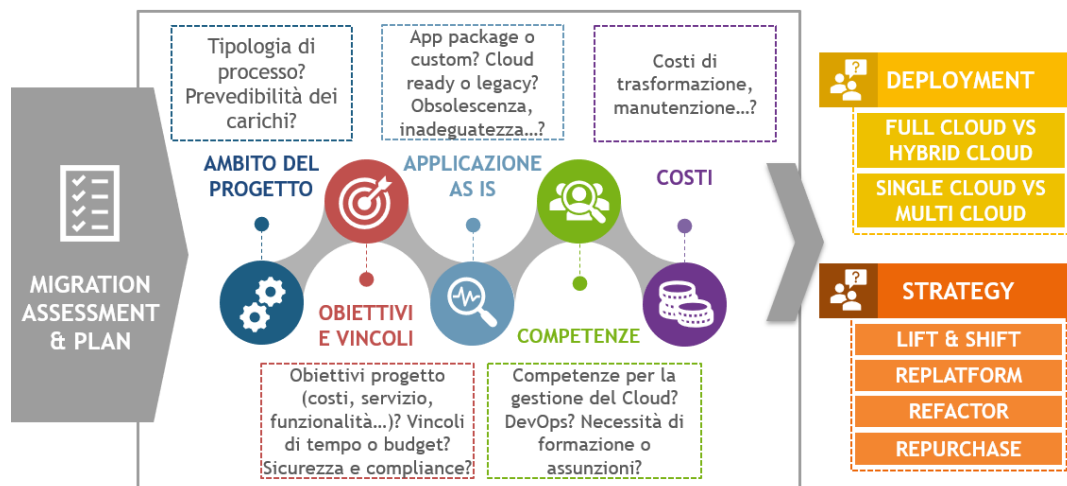 MIGRATION
ASSESSMENT
& PLAN
Tipologia di
processo?
Prevedibilità dei
carichi?
AMBITO DEL
PROGETTO
OBIETTIVI
E VINCOLI
Obiettivi progetto
(costi, servizio,
funzionalità…)? Vincoli
di tempo o budget?
Sicurezza e compliance?
App package o
custom? Cloud
ready o legacy?
Obsolescenza,
inadeguatezza…?
APPLICAZIONE
AS IS
COMPETENZE
Competenze per la
gestione del Cloud?
DevOps? Necessità di
formazione o
assunzioni?
Costi di
trasformazione,
manutenzione…?
COSTI
?
DEPLOYMENT
FULL CLOUD VS
HYBRID CLOUD
SINGLE CLOUD VS
MULTI CLOUD
?
STRATEGY
LIFT & SHIFT
REPLATFORM
REFACTOR
REPURCHASE